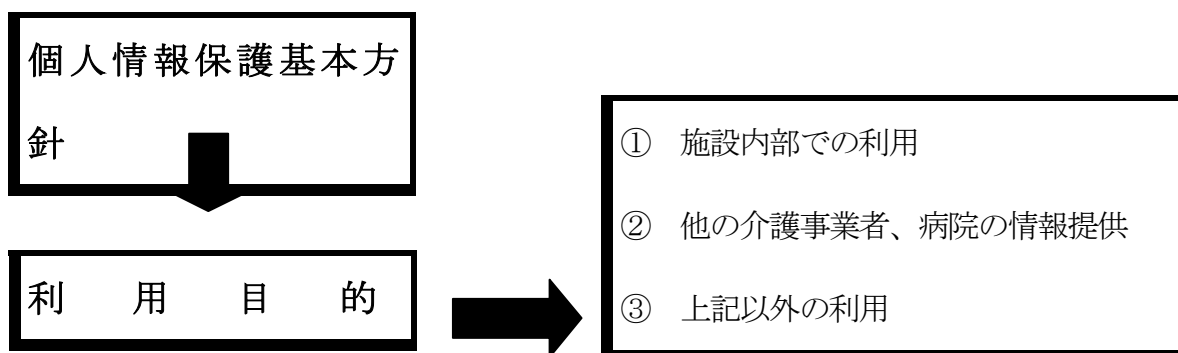 個人情報保護基本方
針
利用目的
① 施設内部での利用
② 他の介護事業者、病院の情報提供
③ 上記以外の利用